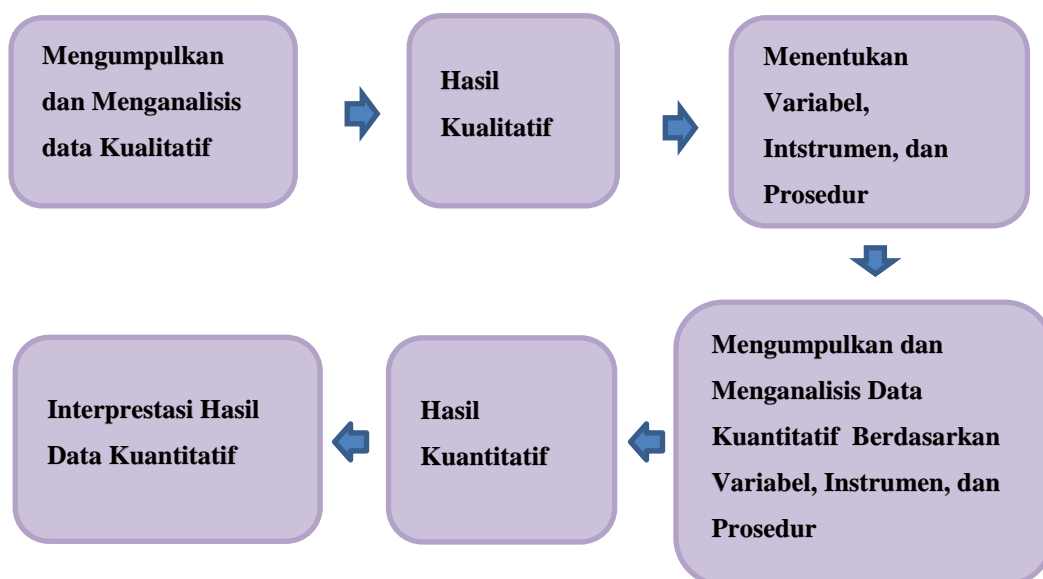 Mengumpulkan
dan Menganalisis
data Kualitatif
Hasil
Kualitatif
Menentukan
Variabel,
Intstrumen, dan
Prosedur
Mengumpulkan dan
Menganalisis Data
Kuantitatif Berdasarkan
Variabel, Instrumen, dan
Prosedur
Hasil
Kuantitatif
Interprestasi Hasil
Data Kuantitatif